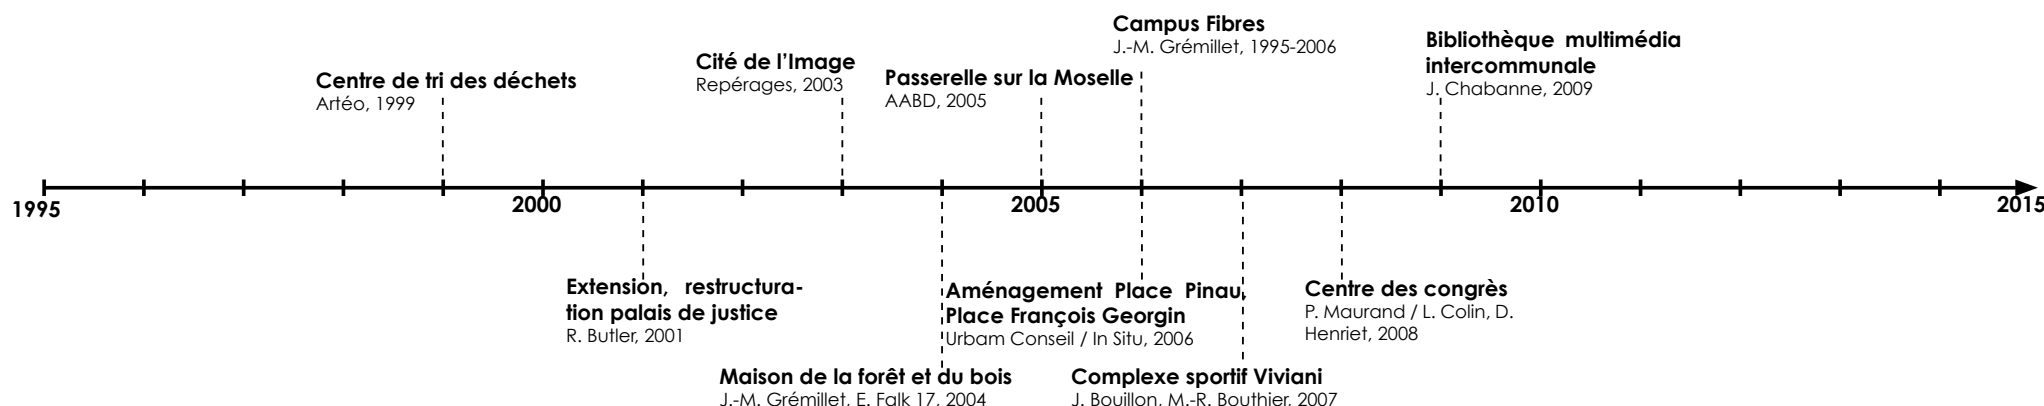 Campus Fibres
J.-M. Grémillet, 1995-2006
Bibliothèque multimédia
intercommunale
J. Chabanne, 2009
Cité de l'Image
Repérages, 2003
Passerelle sur la Moselle
AABD, 2005
Centre de tri des déchets
Artéo, 1999
1995
2000
2005
2010
2015
Extension, restructura-
tion palais de justice
R. Butler, 2001
Aménagement Place Pinau,
Place François Georgin
Urbam Conseil / In Situ, 2006
Centre des congrès
P. Maurand / L. Colin, D.
Henriet, 2008
Maison de la forêt et du bois
J.-M. Grémillet, E. Falk 17, 2004
Complexe sportif Viviani
J. Bouillon, M.-R. Bouthier, 2007